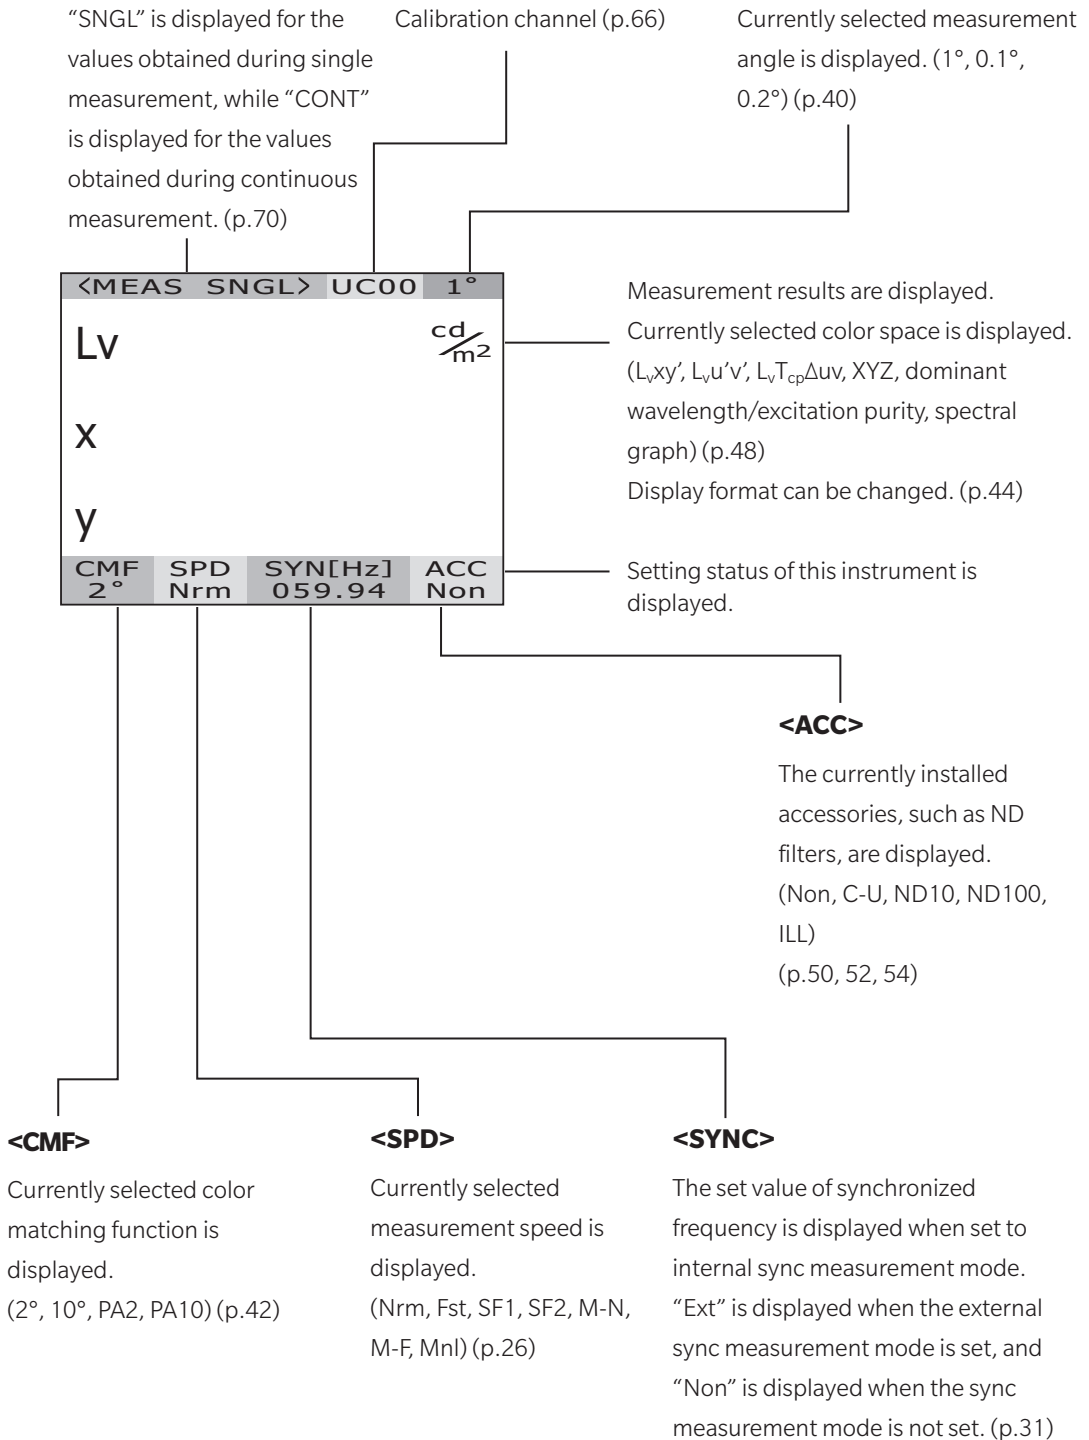 “SNGL” is displayed for the
values obtained during single
measurement, while “CONT”
is displayed for the values
obtained during continuous
measurement. (p.70)
Calibration channel (p.66)
Currently selected measurement
angle is displayed. (1°, 0.1°,
0.2°) (p.40)
<MEAS SNGL> UC00 1°
Lv cd/m²
x
y
CMF SPD SYN[Hz] ACC
2° Nrm 059.94 Non
Measurement results are displayed.
Currently selected color space is displayed.
(Lvxy’, Lvu’v’, LvTcpΔuv, XYZ, dominant
wavelength/excitation purity, spectral
graph) (p.48)
Display format can be changed. (p.44)
Setting status of this instrument is
displayed.
<ACC>
The currently installed
accessories, such as ND
filters, are displayed.
(Non, C-U, ND10, ND100,
ILL)
(p.50, 52, 54)
<CMF>
Currently selected color
matching function is
displayed.
(2°, 10°, PA2, PA10) (p.42)
<SPD>
Currently selected
measurement speed is
displayed.
(Nrm, Fst, SF1, SF2, M-N,
M-F, Mnl) (p.26)
<SYNC>
The set value of synchronized
frequency is displayed when set to
internal sync measurement mode.
“Ext” is displayed when the external
sync measurement mode is set, and
“Non” is displayed when the sync
measurement mode is not set. (p.31)